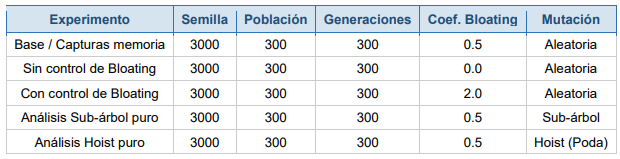 Experimento Semilla Población Generaciones Coef. Bloating Mutación
Base / Capturas memoria 3000 300 300 0.5 Aleatoria
Sin control de Bloating 3000 300 300 0.0 Aleatoria
Con control de Bloating 3000 300 300 2.0 Aleatoria
Análisis Sub-árbol puro 3000 300 300 0.5 Sub-árbol
Análisis Hoist puro 3000 300 300 0.5 Hoist (Poda)